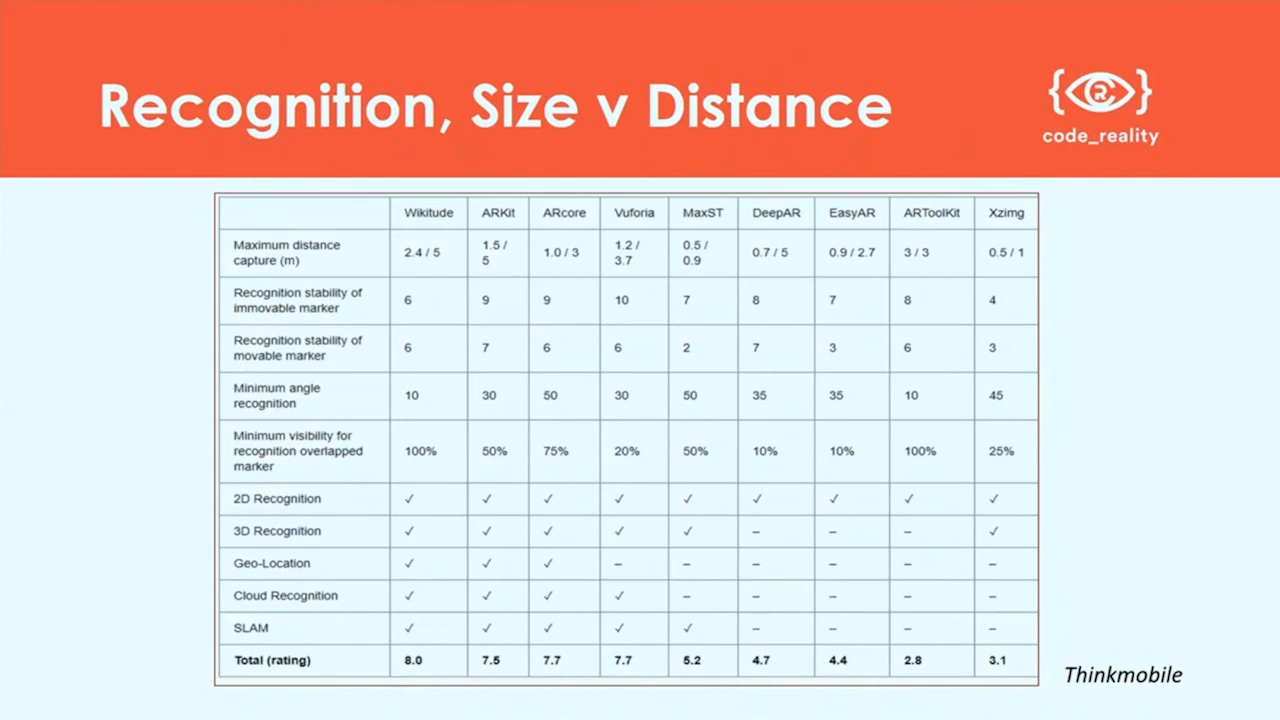 Recognition, Size v Distance
{RC}
code_reality
Wikitude ARKit ARcore Vuforia MaxST DeepAR EasyAR ARToolKit Xzimg
Maximum distance capture (m) 2.4 / 5 1.5 / 5 1.0 / 3 1.2 / 3.7 0.5 / 0.9 0.7 / 5 0.9 / 2.7 3 / 3 0.5 / 1
Recognition stability of immovable marker 6 9 9 10 7 8 7 8 4
Recognition stability of movable marker 6 7 6 6 2 7 3 6 3
Minimum angle recognition 10 30 50 30 50 35 35 10 45
Minimum visibility for recognition overlapped marker 100% 50% 75% 20% 50% 10% 10% 100% 25%
2D Recognition ✓ ✓ ✓ ✓ ✓ ✓ ✓ ✓ ✓
3D Recognition ✓ ✓ ✓ ✓ ✓ – – – ✓
Geo-Location ✓ ✓ ✓ – – – – – –
Cloud Recognition ✓ ✓ ✓ ✓ – – – – –
SLAM ✓ ✓ ✓ ✓ ✓ – – – –
Total (rating) 8.0 7.5 7.7 7.7 5.2 4.7 4.4 2.8 3.1
Thinkmobile